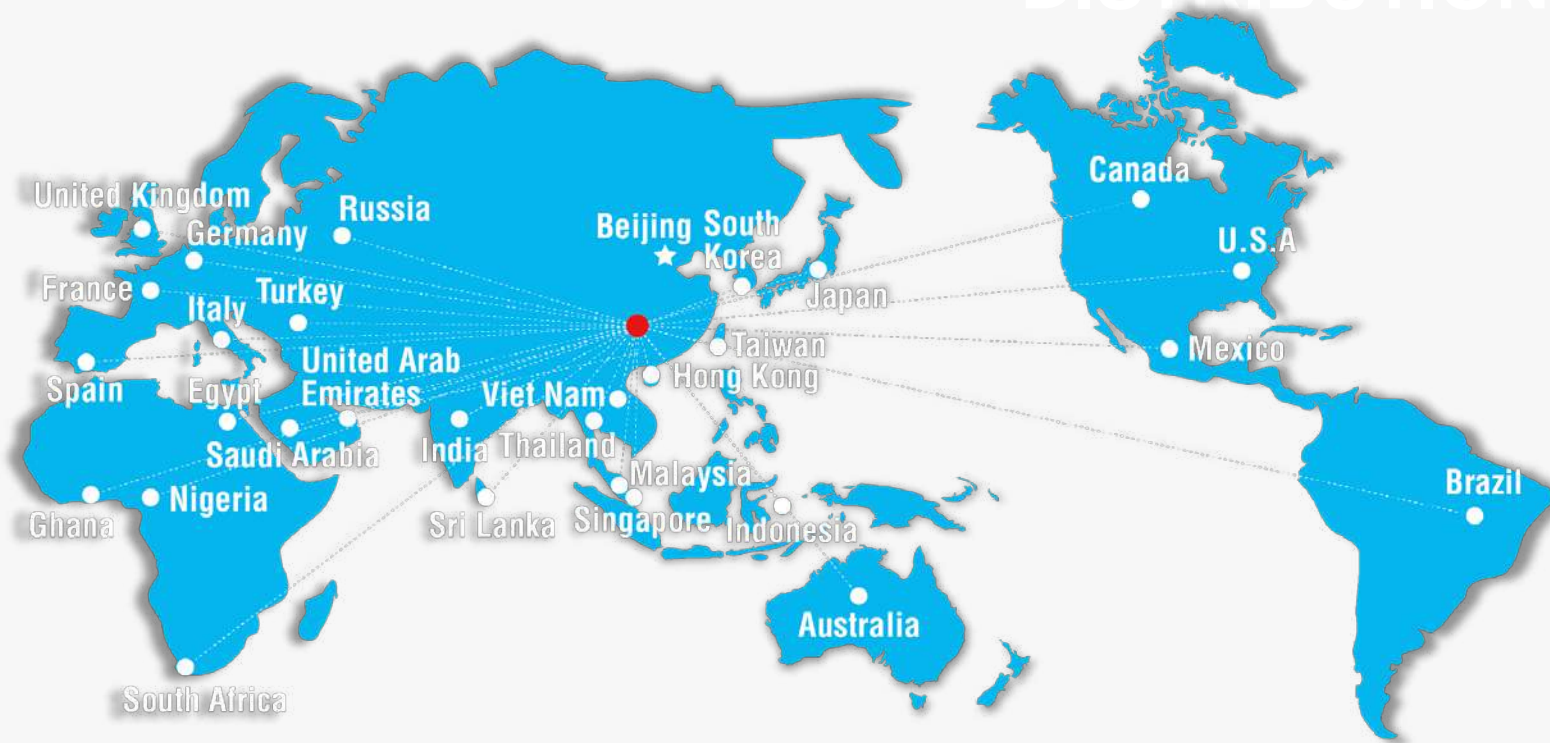 Canada
United Kingdom
Russia
Beijing
South
Korea
Germany
U.S.A
France
Turkey
Japan
Italy
Taiwan
Mexico
United Arab
Emirates
Hong Kong
Spain
Egypt
Viet Nam
Saudi Arabia
India
Thailand
Malaysia
Brazil
Nigeria
Ghana
Sri Lanka
Singapore
Indonesia
Australia
South Africa